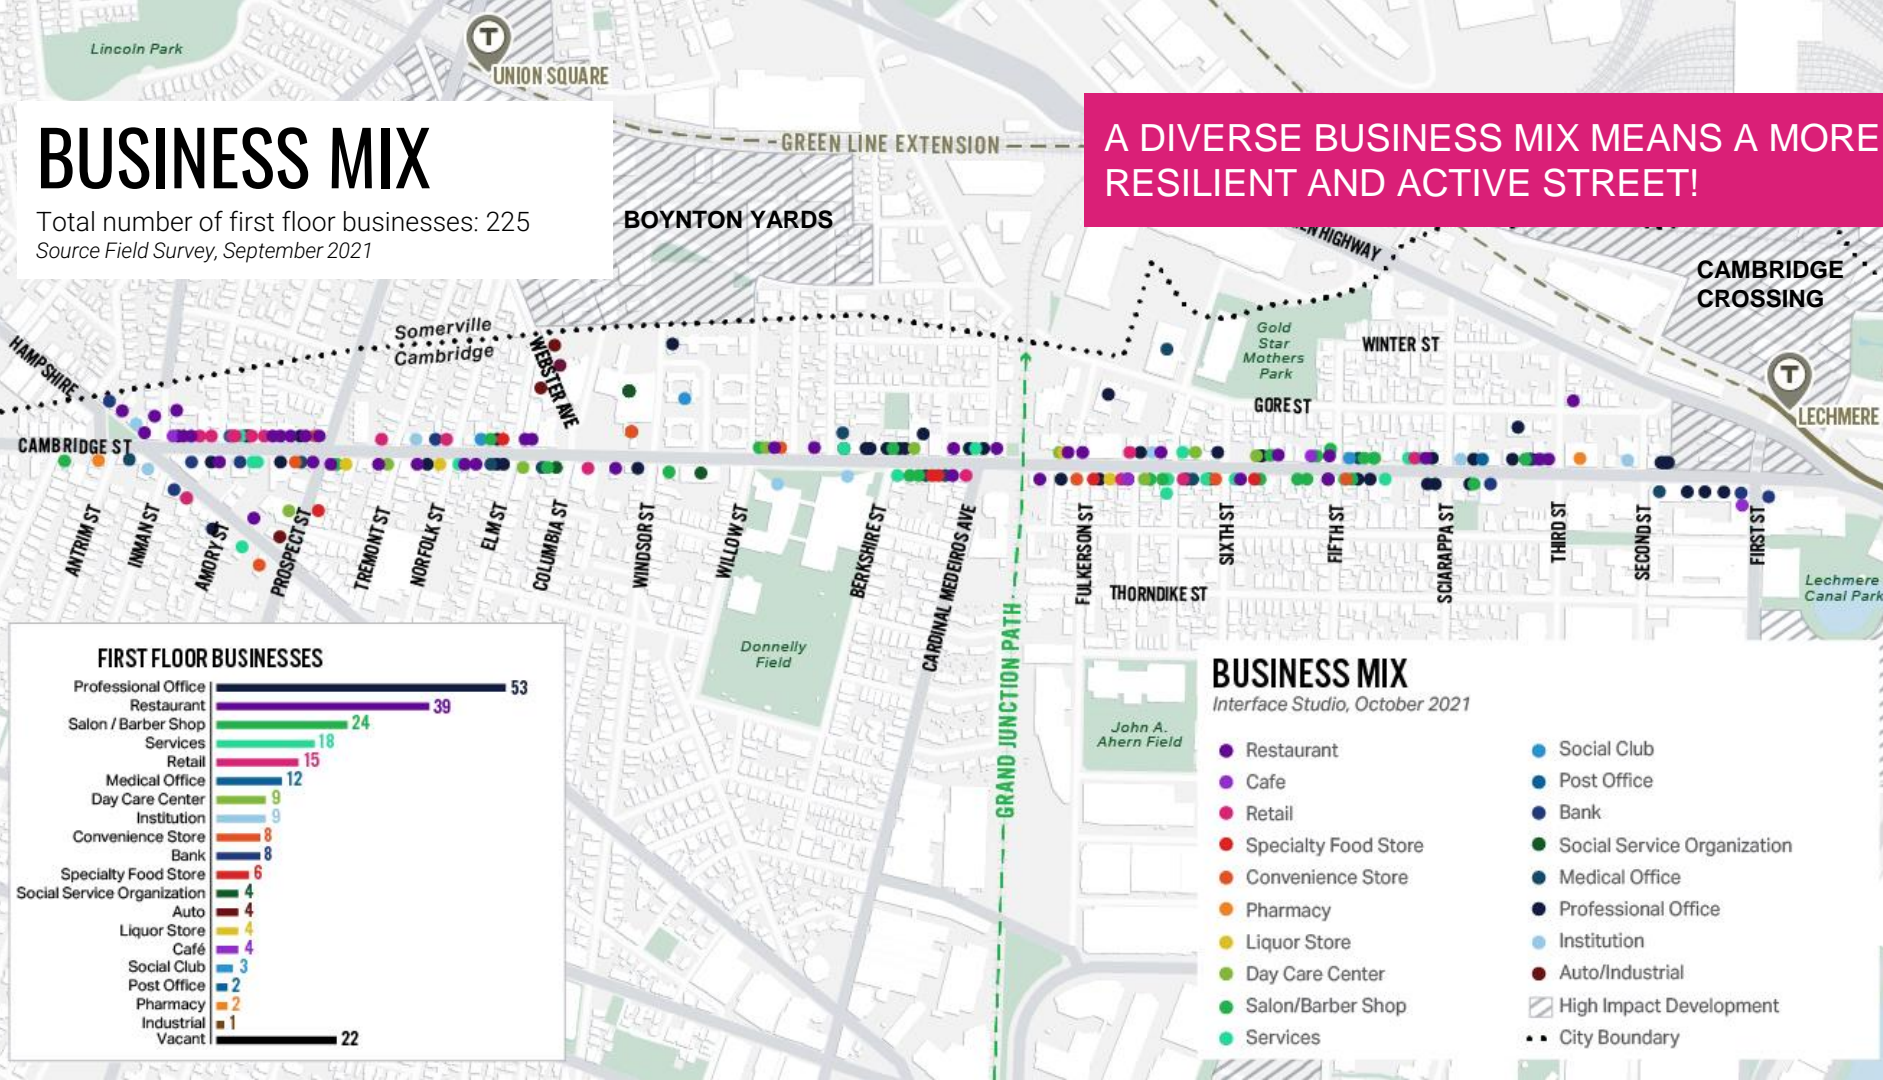 Lincoln Park
T
UNION SQUARE
BUSINESS MIX
Total number of first floor businesses: 225
Source Field Survey, September 2021
GREEN LINE EXTENSION
A DIVERSE BUSINESS MIX MEANS A MORE
RESILIENT AND ACTIVE STREET!
BOYNTON YARDS
HIGHWAY
CAMBRIDGE
CROSSING
Somerville
Cambridge
HAMPSHIRE
WEBSTER AVE
Gold
Star
Mothers
Park
WINTER ST
GORE ST
T
LECHMERE
CAMBRIDGE ST
ANTRIM ST
INMAN ST
AMORY ST
PROSPECT ST
TREMONT ST
NORFOLK ST
ELM ST
COLUMBIA ST
WINDSOR ST
WILLOW ST
BERKSHIRE ST
CARDINAL MEDEIROS AVE
FULKERSON ST
THORNDIKE ST
SIXTH ST
FIFTH ST
SCIARAPPA ST
THIRD ST
SECOND ST
FIRST ST
Lechmere
Canal Park
Donnelly
Field
GRAND JUNCTION PATH
John A.
Ahern Field
FIRST FLOOR BUSINESSES
Professional Office 53
Restaurant 39
Salon / Barber Shop 24
Services 18
Retail 15
Medical Office 12
Day Care Center 9
Institution 9
Convenience Store 8
Bank 8
Specialty Food Store 6
Social Service Organization 4
Auto 4
Liquor Store 4
Café 4
Social Club 3
Post Office 2
Pharmacy 2
Industrial 1
Vacant 22
BUSINESS MIX
Interface Studio, October 2021
Restaurant
Cafe
Retail
Specialty Food Store
Convenience Store
Pharmacy
Liquor Store
Day Care Center
Salon/Barber Shop
Services
Social Club
Post Office
Bank
Social Service Organization
Medical Office
Professional Office
Institution
Auto/Industrial
High Impact Development
City Boundary